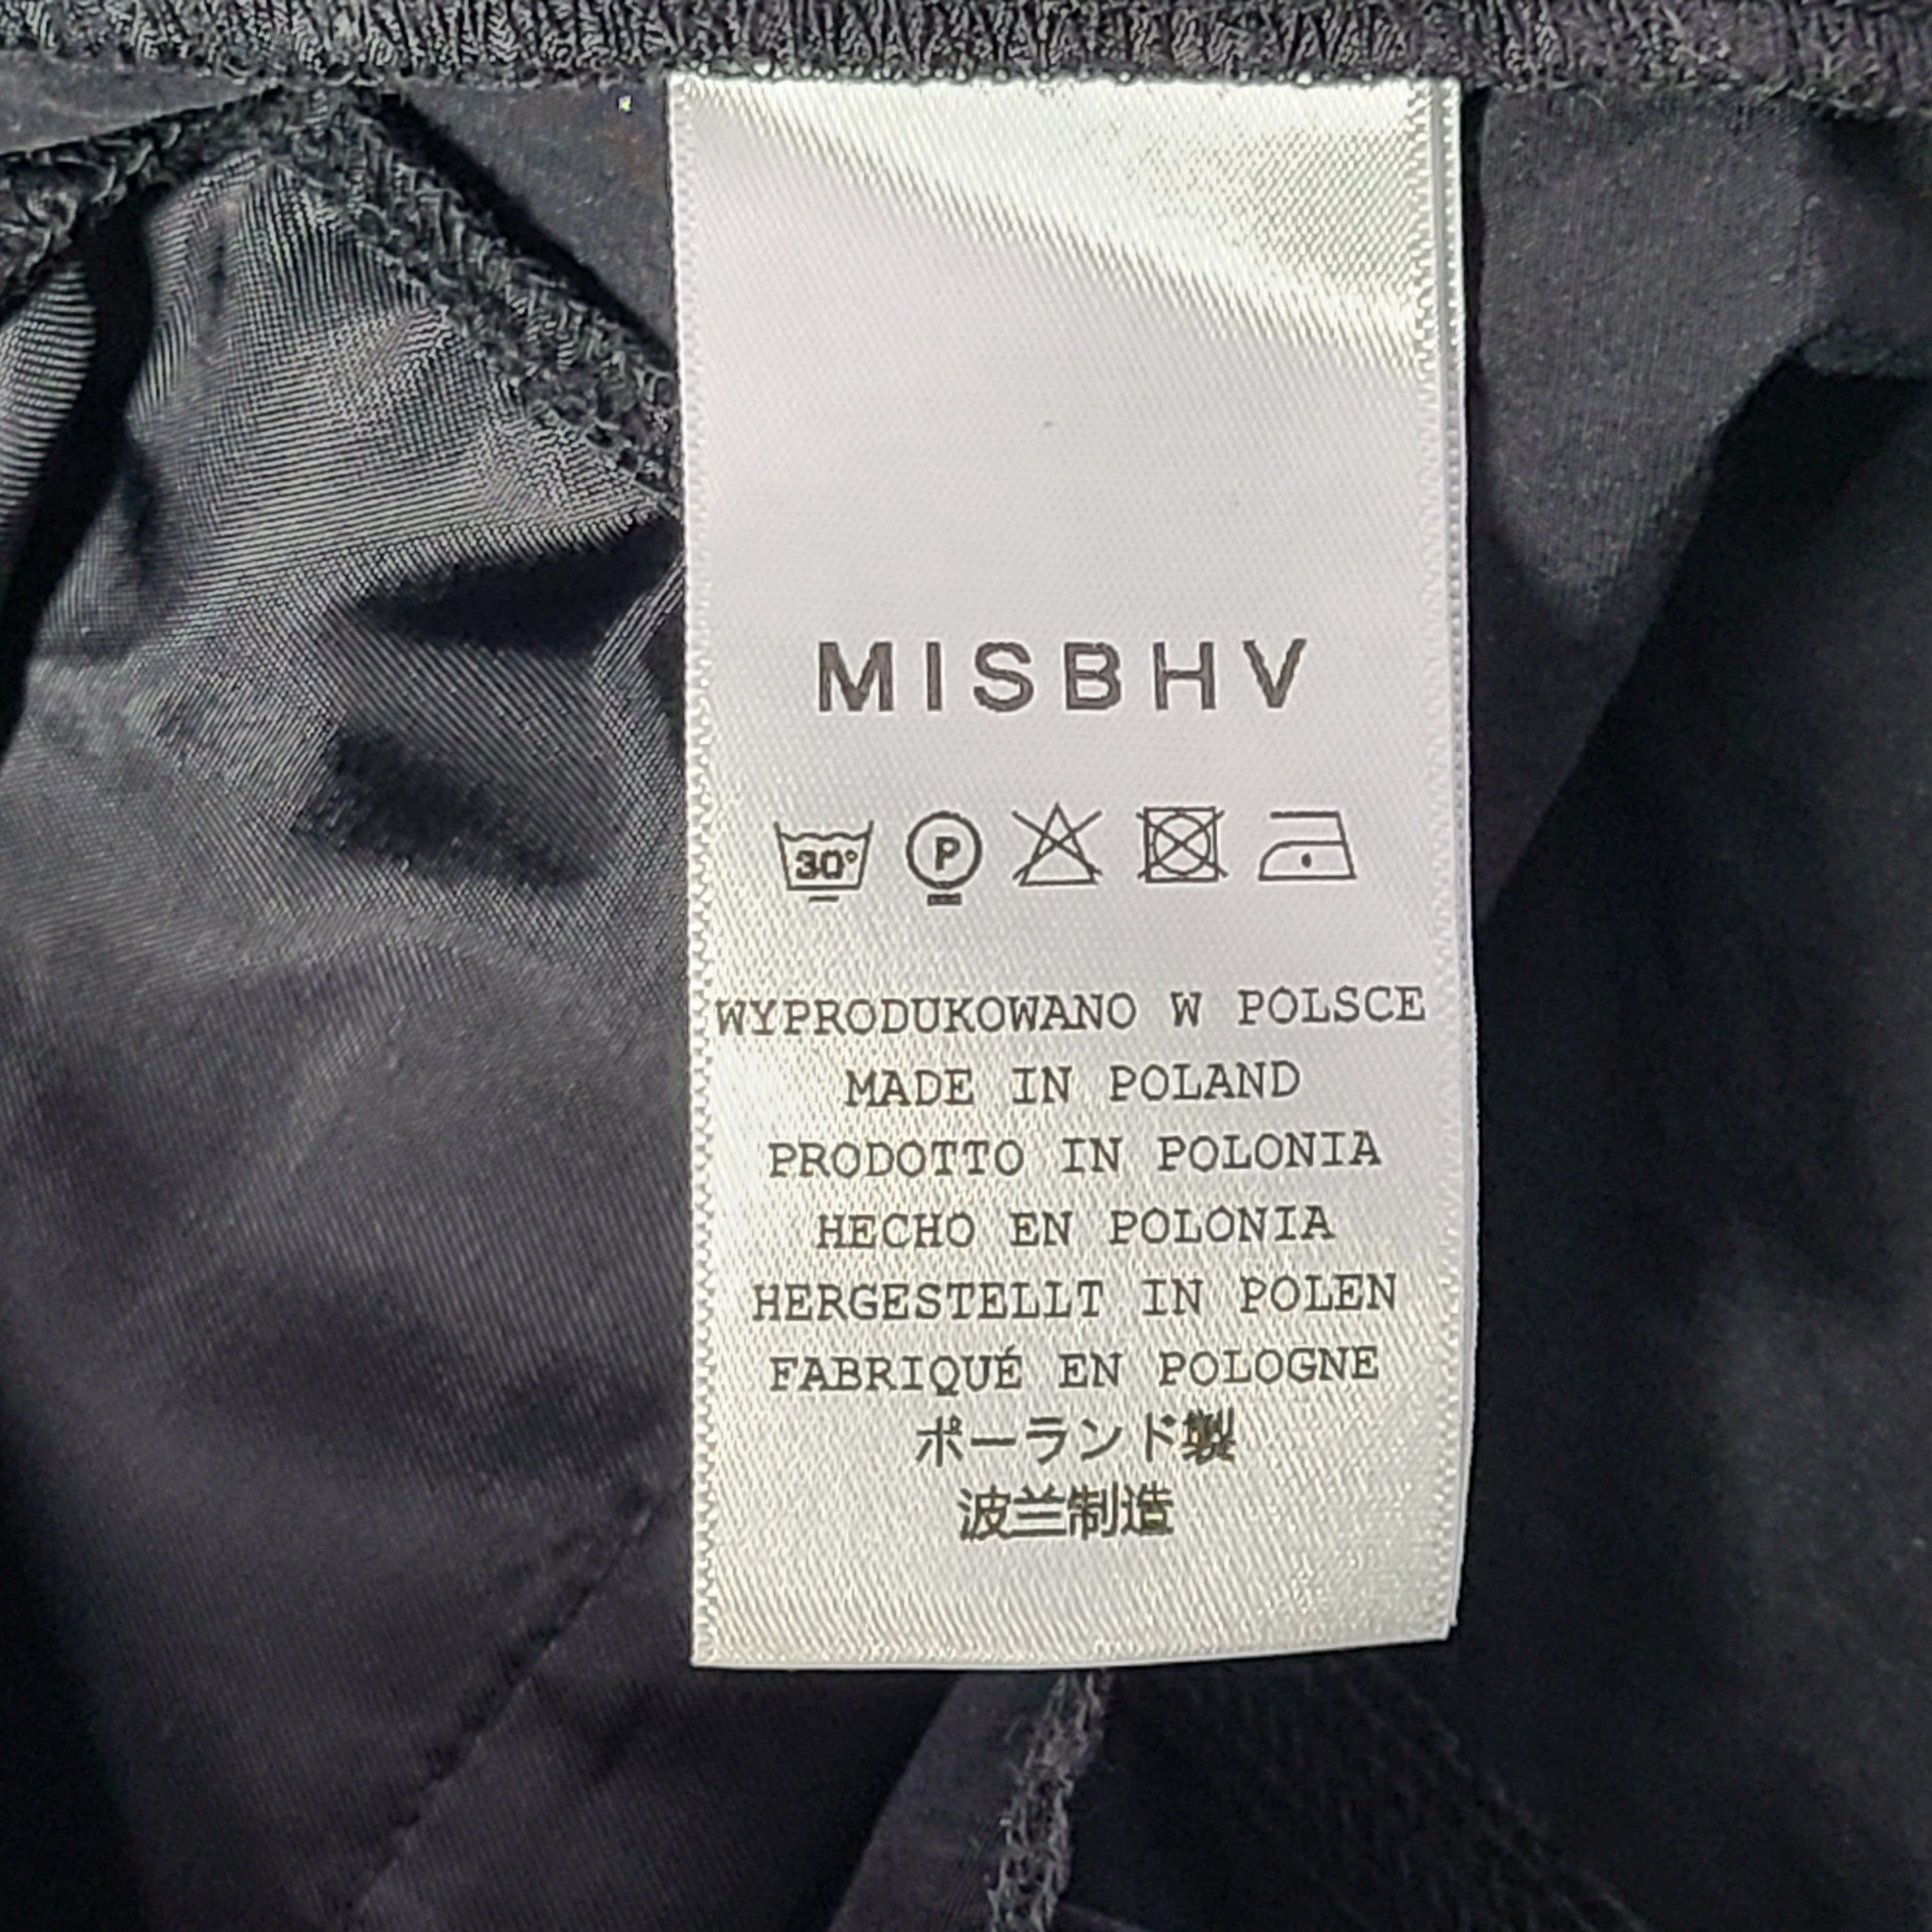 MISBHV
30° P
WYPRODUKOWANO W POLSCE
MADE IN POLAND
PRODOTTO IN POLONIA
HECHO EN POLONIA
HERGESTELLT IN POLEN
FABRIQUÉ EN POLOGNE
ポーランド製
波兰制造